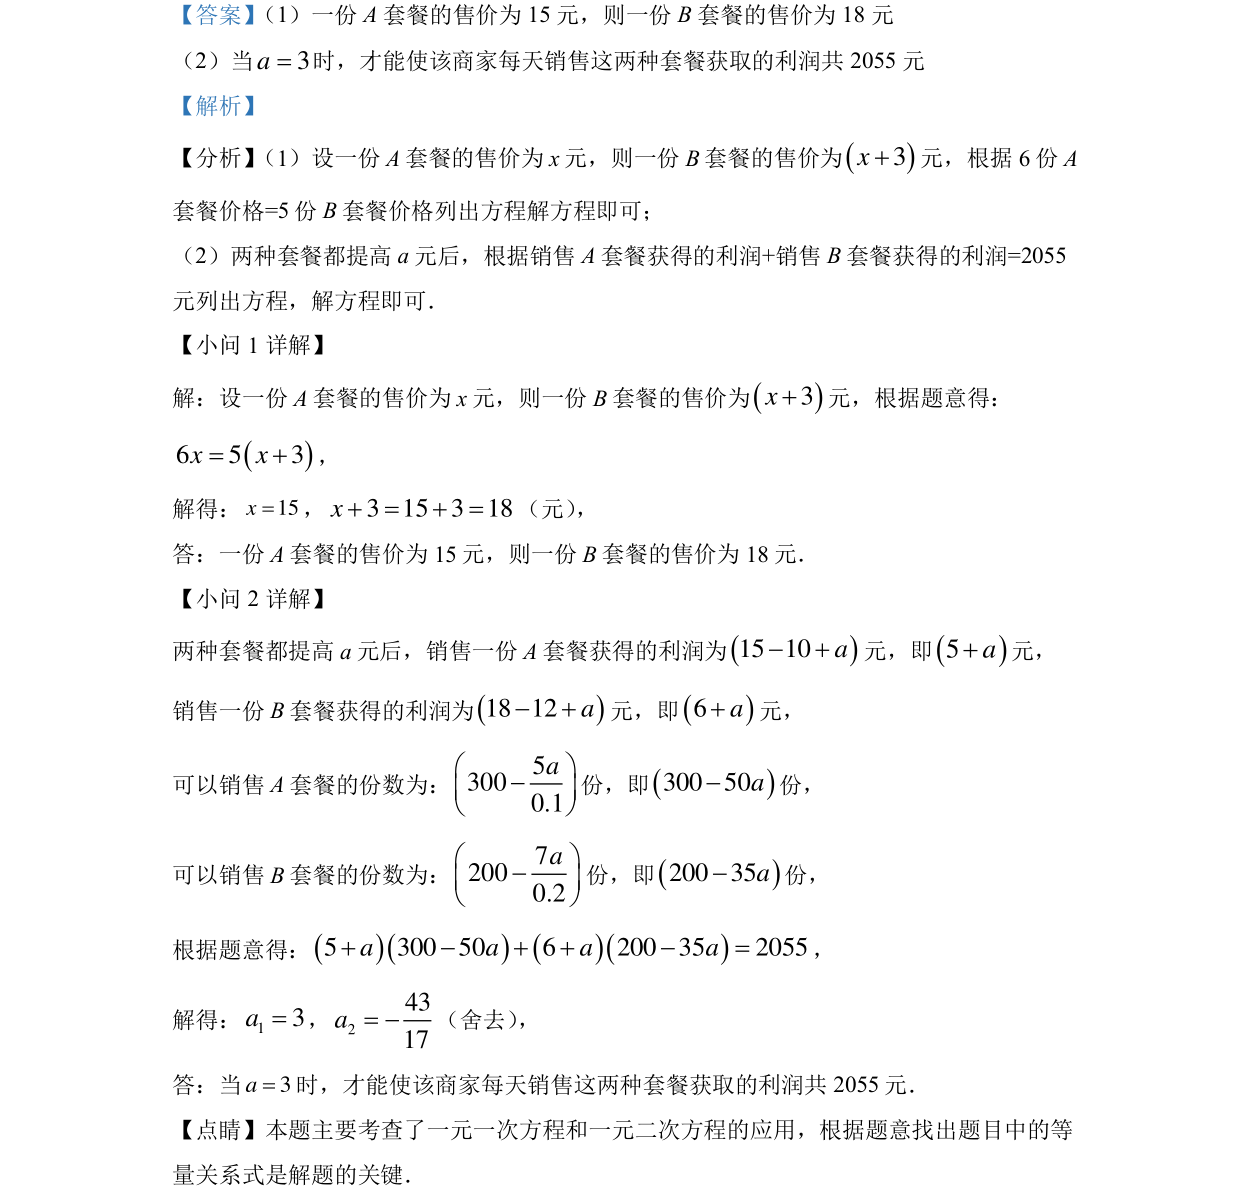 【答案】（1）一份 A 套餐的售价为 15 元，则一份 B 套餐的售价为 18 元
（2）当 a = 3 时，才能使该商家每天销售这两种套餐获取的利润共 2055 元
【解析】
【分析】（1）设一份 A 套餐的售价为 x 元，则一份 B 套餐的售价为 (x+3) 元，根据 6 份 A
套餐价格=5 份 B 套餐价格列出方程解方程即可；
（2）两种套餐都提高 a 元后，根据销售 A 套餐获得的利润+销售 B 套餐获得的利润=2055
元列出方程，解方程即可．
【小问 1 详解】
解：设一份 A 套餐的售价为 x 元，则一份 B 套餐的售价为 (x+3) 元，根据题意得：
6x = 5(x+3)，
解得： x = 15， x+3 = 15+3 = 18（元），
答：一份 A 套餐的售价为 15 元，则一份 B 套餐的售价为 18 元．
【小问 2 详解】
两种套餐都提高 a 元后，销售一份 A 套餐获得的利润为 (15−10+a) 元，即 (5+a) 元，
销售一份 B 套餐获得的利润为 (18−12+a) 元，即 (6+a) 元，
可以销售 A 套餐的份数为：(300−5a/0.1) 份，即 (300−50a) 份，
可以销售 B 套餐的份数为：(200−7a/0.2) 份，即 (200−35a) 份，
根据题意得：(5+a)(300−50a)+(6+a)(200−35a) = 2055，
解得： a₁ = 3， a₂ = −43/17（舍去），
答：当 a = 3 时，才能使该商家每天销售这两种套餐获取的利润共 2055 元．
【点睛】本题主要考查了一元一次方程和一元二次方程的应用，根据题意找出题目中的等
量关系式是解题的关键．